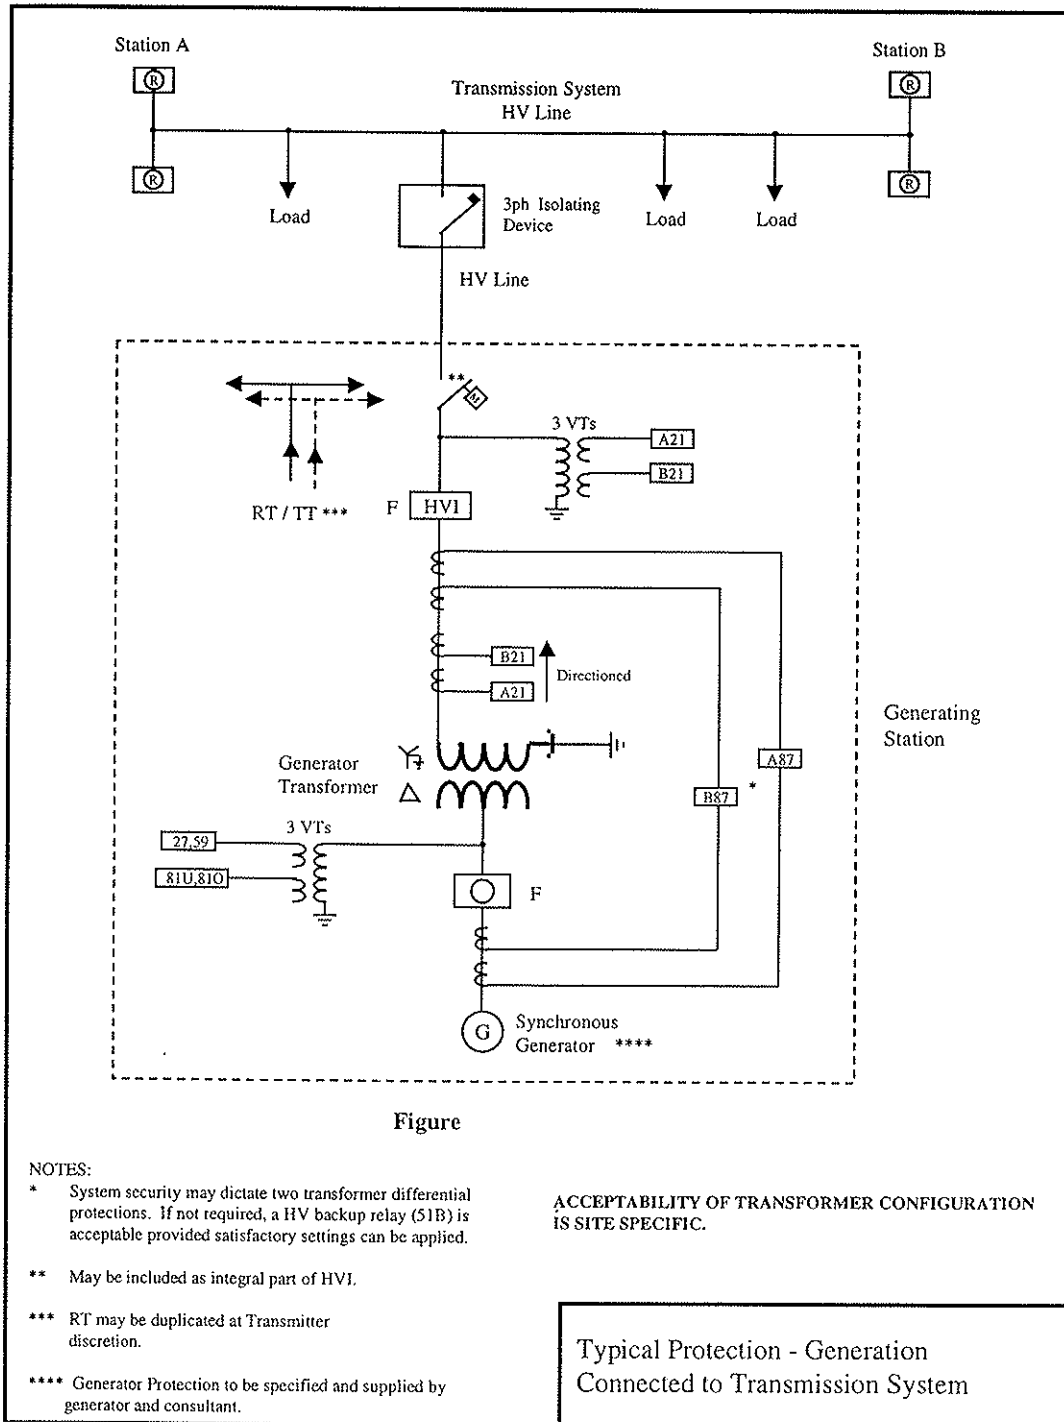 Station A
Station B
R
R
Transmission System
HV Line
R
R
Load
3ph Isolating
Device
Load
Load
HV Line
**
M
3 VTs
A21
B21
RT / TT ***
F
HVI
B21
A21
Directioned
Generating
Station
Generator
Transformer
A87
B87
*
3 VTs
27,59
81U,81O
F
G
Synchronous
Generator ****
Figure
NOTES:
* System security may dictate two transformer differential
protections. If not required, a HV backup relay (51B) is
acceptable provided satisfactory settings can be applied.
ACCEPTABILITY OF TRANSFORMER CONFIGURATION
IS SITE SPECIFIC.
** May be included as integral part of HVI.
*** RT may be duplicated at Transmitter
discretion.
**** Generator Protection to be specified and supplied by
generator and consultant.
Typical Protection - Generation
Connected to Transmission System